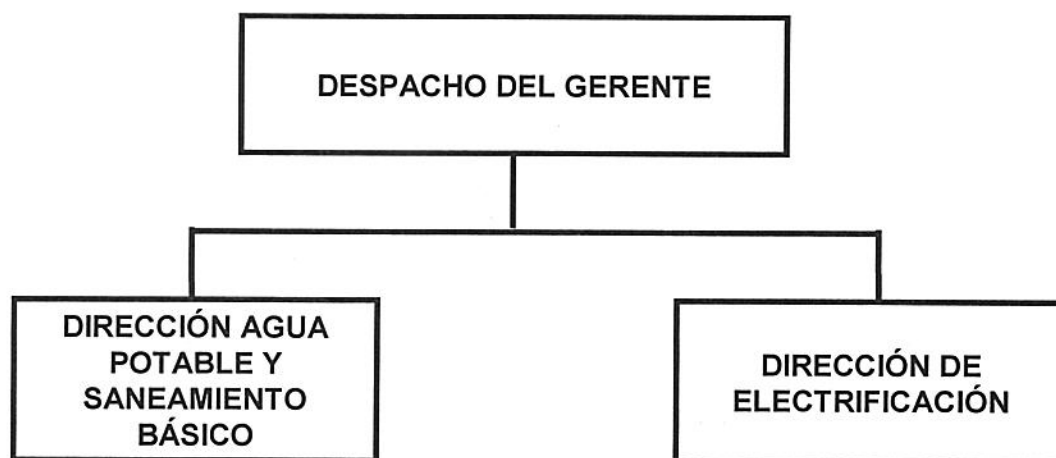 DESPACHO DEL GERENTE
DIRECCIÓN AGUA
POTABLE Y
SANEAMIENTO
BÁSICO
DIRECCIÓN DE
ELECTRIFICACIÓN